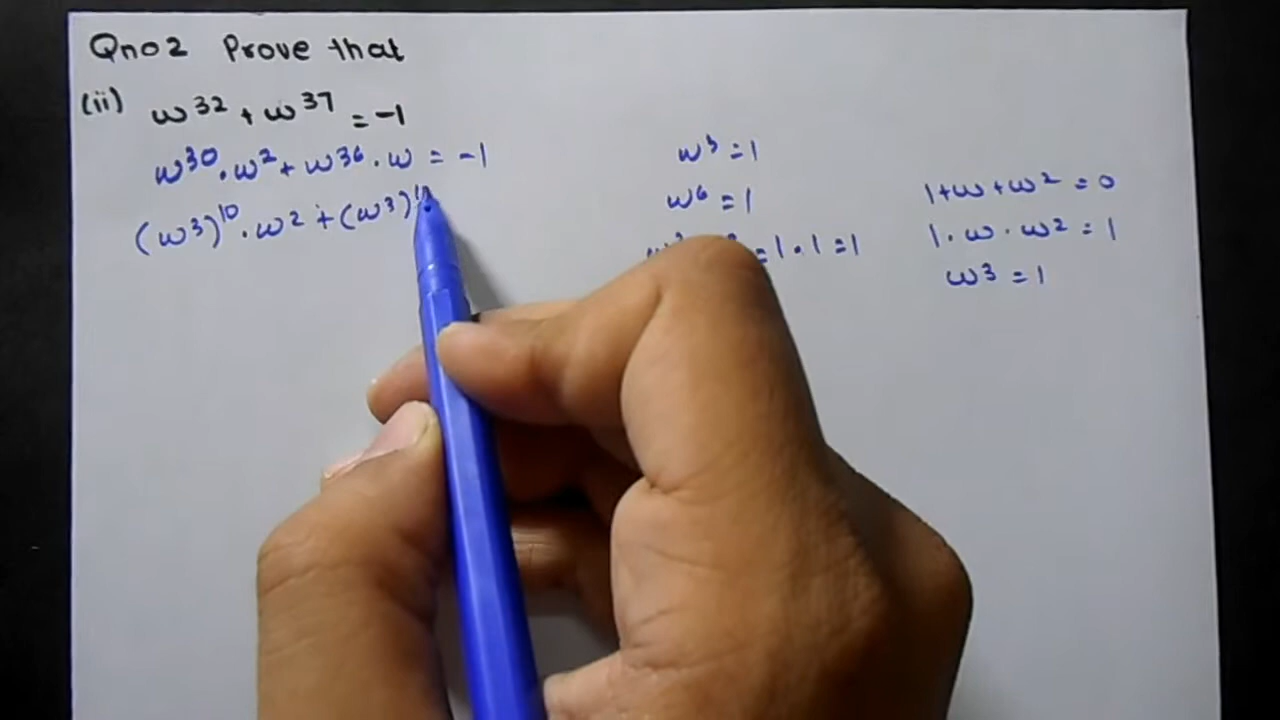 Qno2 Prove that
(ii) ω³² + ω³⁷ = -1
ω³⁰ . ω² + ω³⁶ . ω = -1
(ω³)¹⁰ . ω² + (ω³)
ω³ = 1
ω⁶ = 1
= 1 . 1 = 1
1 + ω + ω² = 0
1 . ω . ω² = 1
ω³ = 1